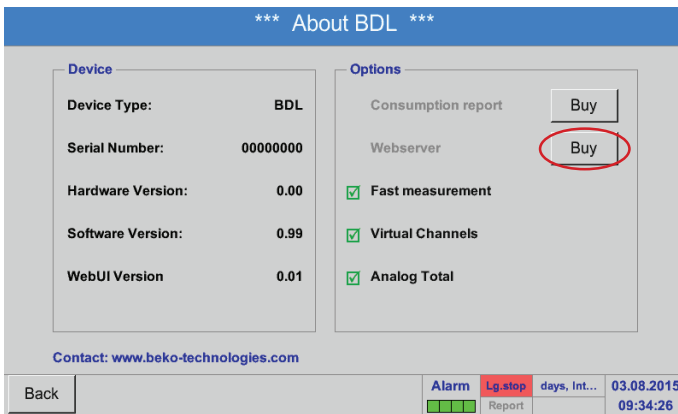 *** About BDL ***
Device
Device Type: BDL
Serial Number: 00000000
Hardware Version: 0.00
Software Version: 0.99
WebUI Version 0.01
Options
Consumption report Buy
Webserver Buy
Fast measurement
Virtual Channels
Analog Total
Contact: www.beko-technologies.com
Back
Alarm Lg.stop days, Int... 03.08.2015
Report 09:34:26